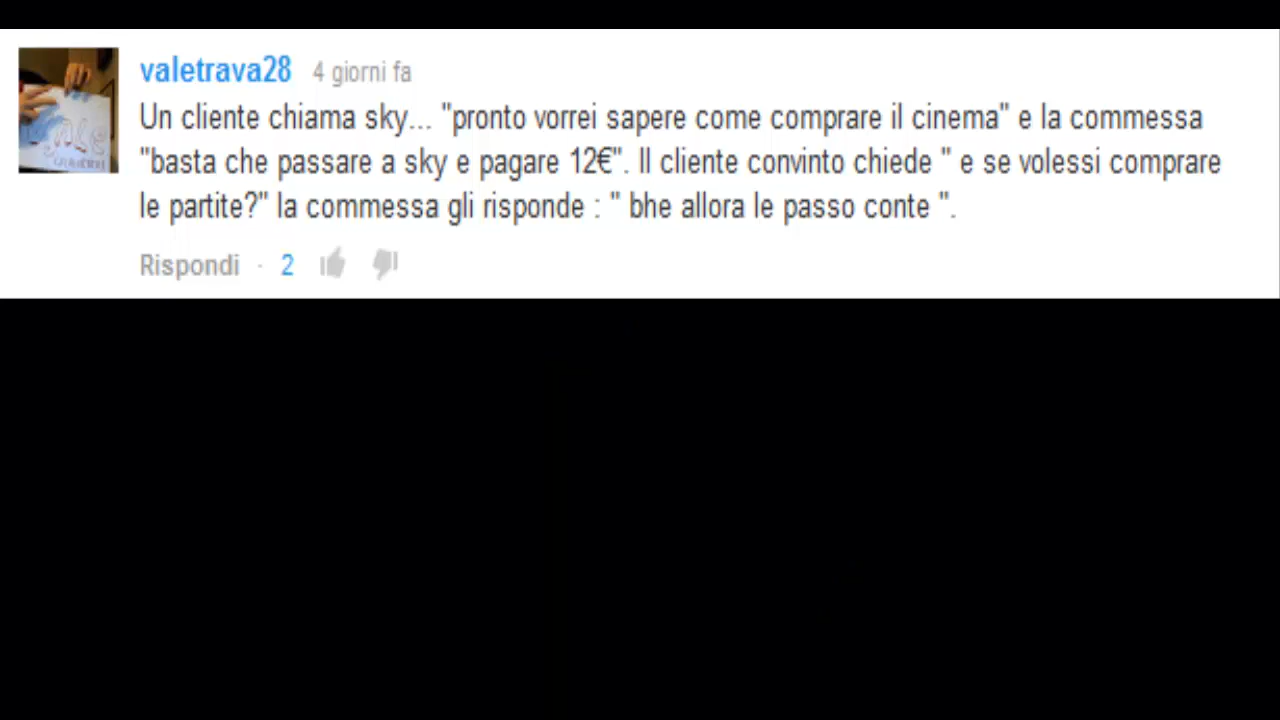 valetrava28 4 giorni fa
Un cliente chiama sky... "pronto vorrei sapere come comprare il cinema" e la commessa
"basta che passare a sky e pagare 12€". Il cliente convinto chiede " e se volessi comprare
le partite?" la commessa gli risponde : " bhe allora le passo conte ".
Rispondi · 2